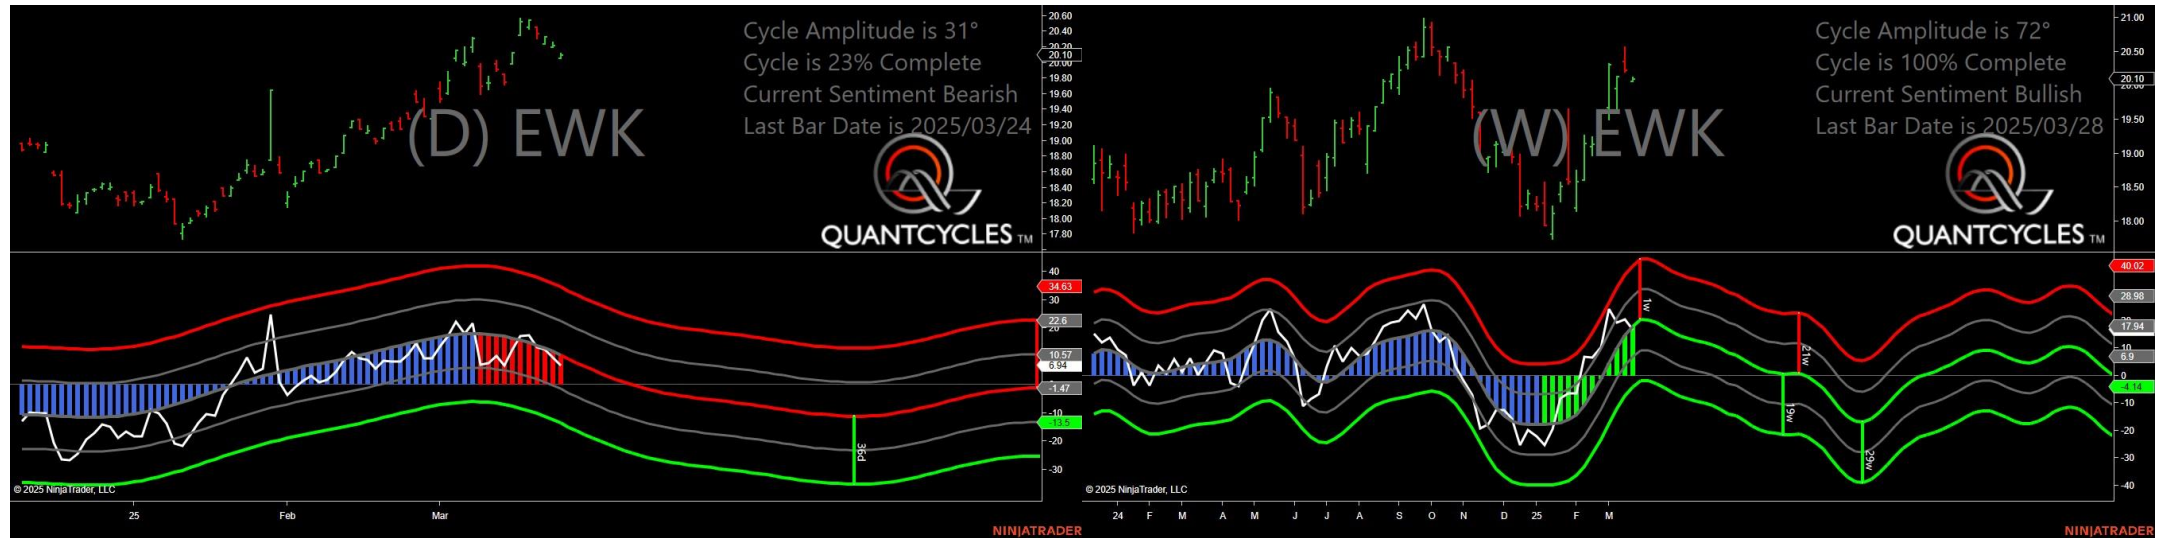 Cycle Amplitude is 31°
Cycle is 23% Complete
Current Sentiment Bearish
Last Bar Date is 2025/03/24
(D) EWK
QUANTCYCLES TM
20.60
20.40
20.20
20.10
20.00
19.80
19.60
19.40
19.20
19.00
18.80
18.60
18.40
18.20
18.00
17.80
40
34.63
30
22.6
20
10.57
6.94
-1.47
-10
-13.5
-20
-30
36d
© 2025 NinjaTrader, LLC
25 Feb Mar
NINJATRADER
Cycle Amplitude is 72°
Cycle is 100% Complete
Current Sentiment Bullish
Last Bar Date is 2025/03/28
(W) EWK
QUANTCYCLES TM
21.00
20.50
20.10
20.00
19.50
19.00
18.50
18.00
40.02
28.98
17.94
10
6.9
0
-4.14
-10
-20
-30
-40
1w
21w
19w
29w
© 2025 NinjaTrader, LLC
24 F M A M J J A S O N D 25 F M
NINJATRADER